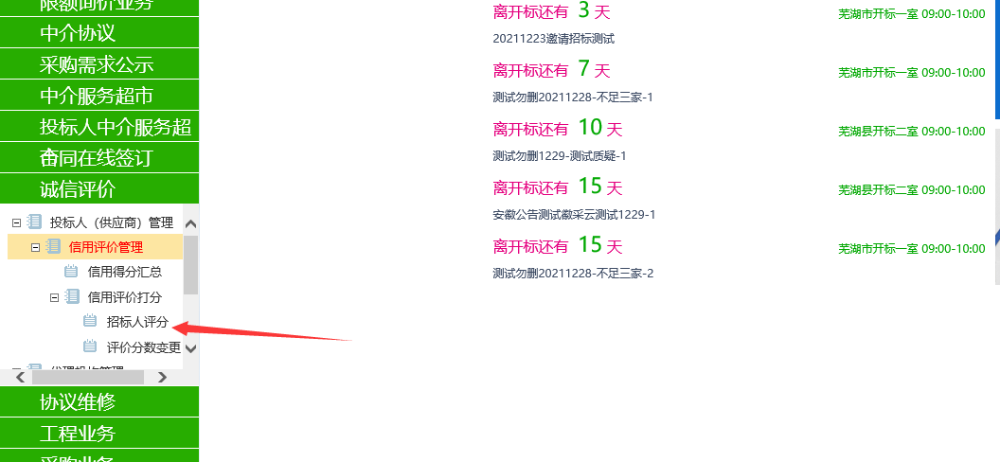 限额询价业务
中介协议
采购需求公示
中介服务超市
投标人中介服务超
合同在线签订
诚信评价
投标人（供应商）管理
信用评价管理
信用得分汇总
信用评价打分
招标人评分
评价分数变更
代理机构管理
协议维修
工程业务
采购业务
离开标还有 3 天
芜湖市开标一室 09:00-10:00
20211223邀请招标测试
离开标还有 7 天
芜湖市开标一室 09:00-10:00
测试勿删20211228-不足三家-1
离开标还有 10 天
芜湖县开标二室 09:00-10:00
测试勿删1229-测试质疑-1
离开标还有 15 天
芜湖县开标二室 09:00-10:00
安徽公告测试徽采云测试1229-1
离开标还有 15 天
芜湖市开标一室 09:00-10:00
测试勿删20211228-不足三家-2